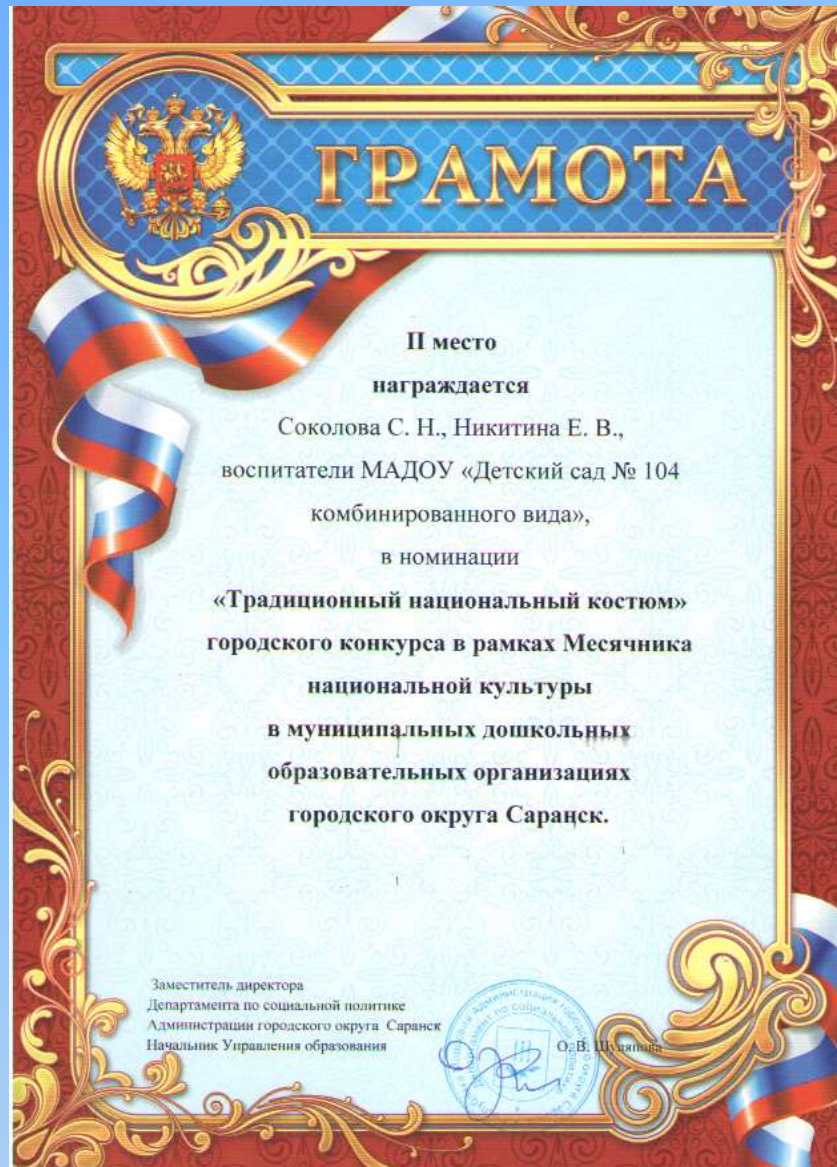 ГРАМОТА
II место
награждается
Соколова С. Н., Никитина Е. В.,
воспитатели МАДОУ «Детский сад № 104
комбинированного вида»,
в номинации
«Традиционный национальный костюм»
городского конкурса в рамках Месячника
национальной культуры
в муниципальных дошкольных
образовательных организациях
городского округа Саранск.
Заместитель директора
Департамента по социальной политике
Администрации городского округа Саранск
Начальник Управления образования
О. В.